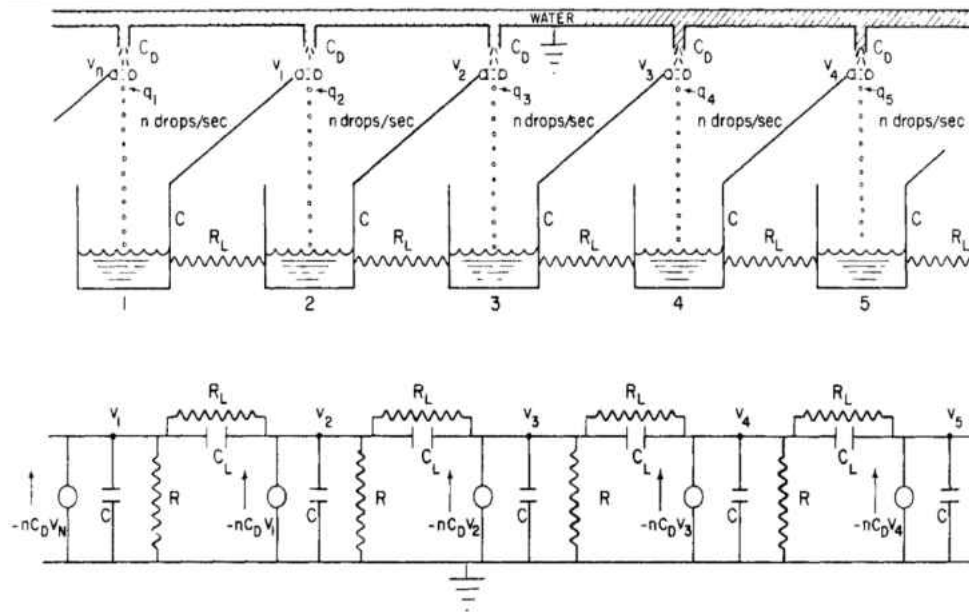 WATER
C_D C_D C_D C_D C_D
V_n V_1 V_2 V_3 V_4
q_1 q_2 q_3 q_4 q_5
n drops/sec n drops/sec n drops/sec n drops/sec n drops/sec
C C C C C
R_L R_L R_L R_L R_L
1 2 3 4 5
R_L R_L R_L R_L
V_1 V_2 V_3 V_4 V_5
C_L C_L C_L C_L
-nC_DV_N C R -nC_DV_1 C R -nC_DV_2 C R -nC_DV_3 C R -nC_DV_4 C